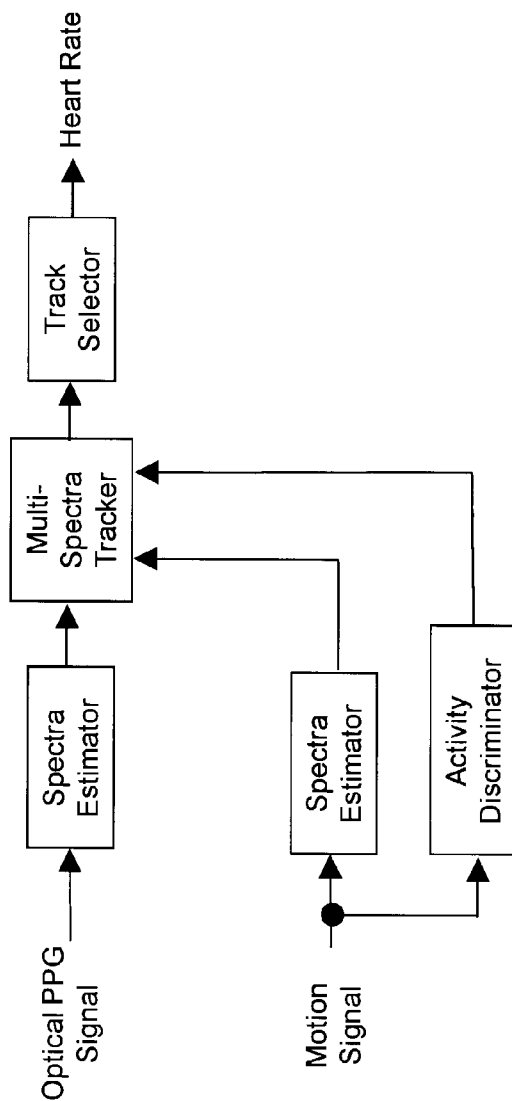 Optical PPG
Signal
Spectra
Estimator
Multi-
Spectra
Tracker
Track
Selector
Heart Rate
Motion
Signal
Spectra
Estimator
Activity
Discriminator